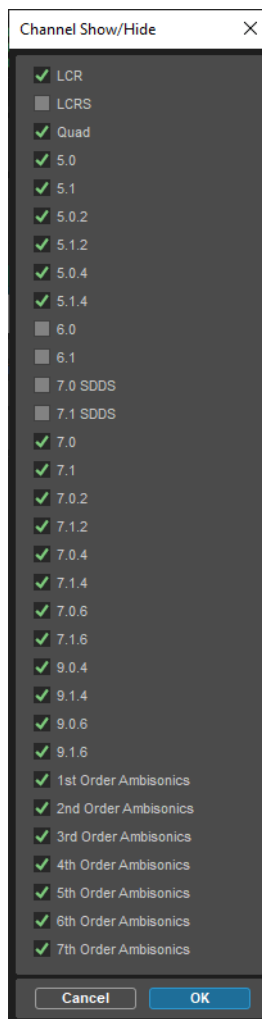 Channel Show/Hide
LCR
LCRS
Quad
5.0
5.1
5.0.2
5.1.2
5.0.4
5.1.4
6.0
6.1
7.0 SDDS
7.1 SDDS
7.0
7.1
7.0.2
7.1.2
7.0.4
7.1.4
7.0.6
7.1.6
9.0.4
9.1.4
9.0.6
9.1.6
1st Order Ambisonics
2nd Order Ambisonics
3rd Order Ambisonics
4th Order Ambisonics
5th Order Ambisonics
6th Order Ambisonics
7th Order Ambisonics
Cancel OK